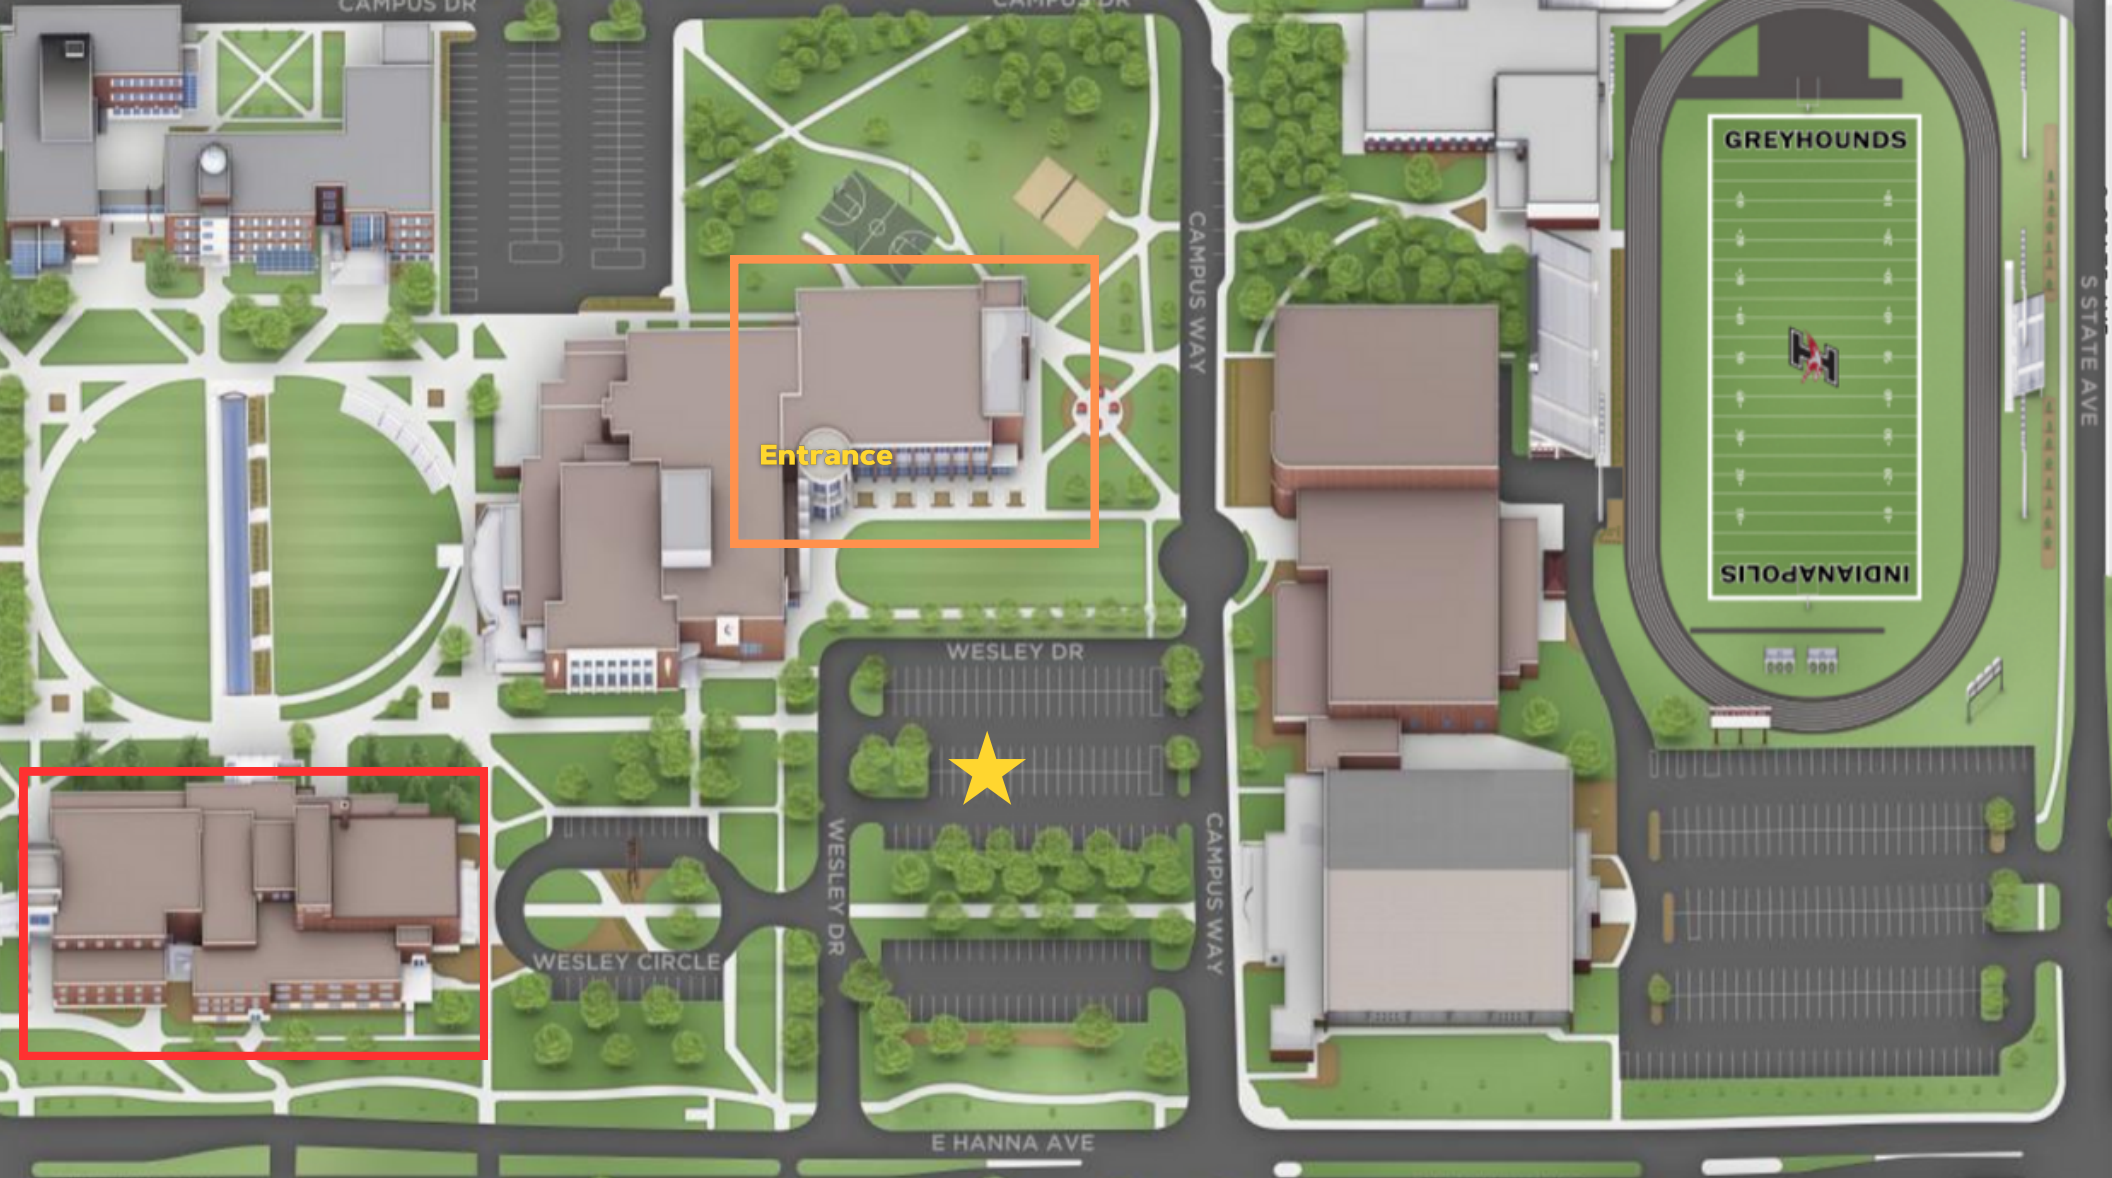 CAMPUS DR
CAMPUS DR
GREYHOUNDS
CAMPUS WAY
S STATE AVE
Entrance
INDIANAPOLIS
WESLEY DR
WESLEY DR
CAMPUS WAY
WESLEY CIRCLE
E HANNA AVE